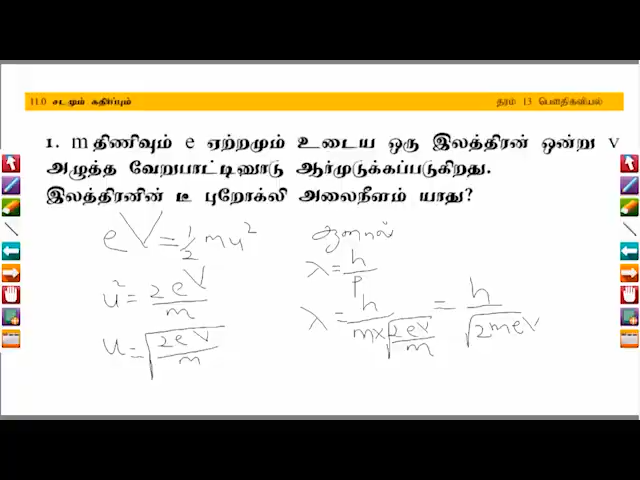 11.0 சடமும் கதிர்ப்பும்
தரம் 13 பௌதிகவியல்
1. m திணிவும் e ஏற்றமும் உடைய ஒரு இலத்திரன் ஒன்று v
அழுத்த வேறுபாட்டினூடு ஆர்முடுக்கப்படுகிறது.
இலத்திரனின் டீ புறோக்லி அலைநீளம் யாது?
eV = 1/2 mu²
u² = 2eV/m
u = √(2eV/m)
ஆனால்
λ = h/p
λ = h/(m×√(2eV/m)) = h/√(2meV)